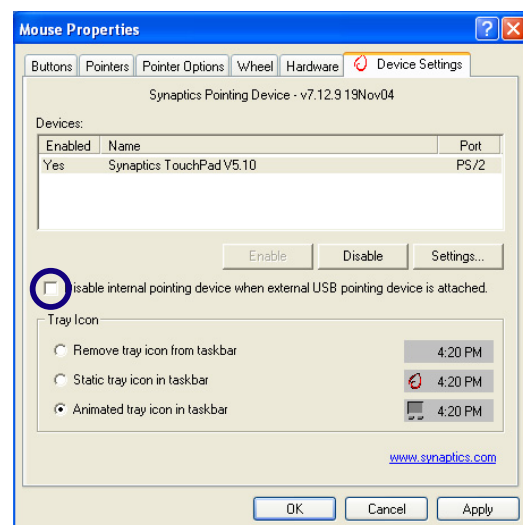 Mouse Properties
Buttons Pointers Pointer Options Wheel Hardware Device Settings
Synaptics Pointing Device - v7.12.9 19Nov04
Devices:
Enabled Name Port
Yes Synaptics TouchPad V5.10 PS/2
Enable Disable Settings...
Disable internal pointing device when external USB pointing device is attached.
Tray Icon
Remove tray icon from taskbar 4:20 PM
Static tray icon in taskbar 4:20 PM
Animated tray icon in taskbar 4:20 PM
www.synaptics.com
OK Cancel Apply